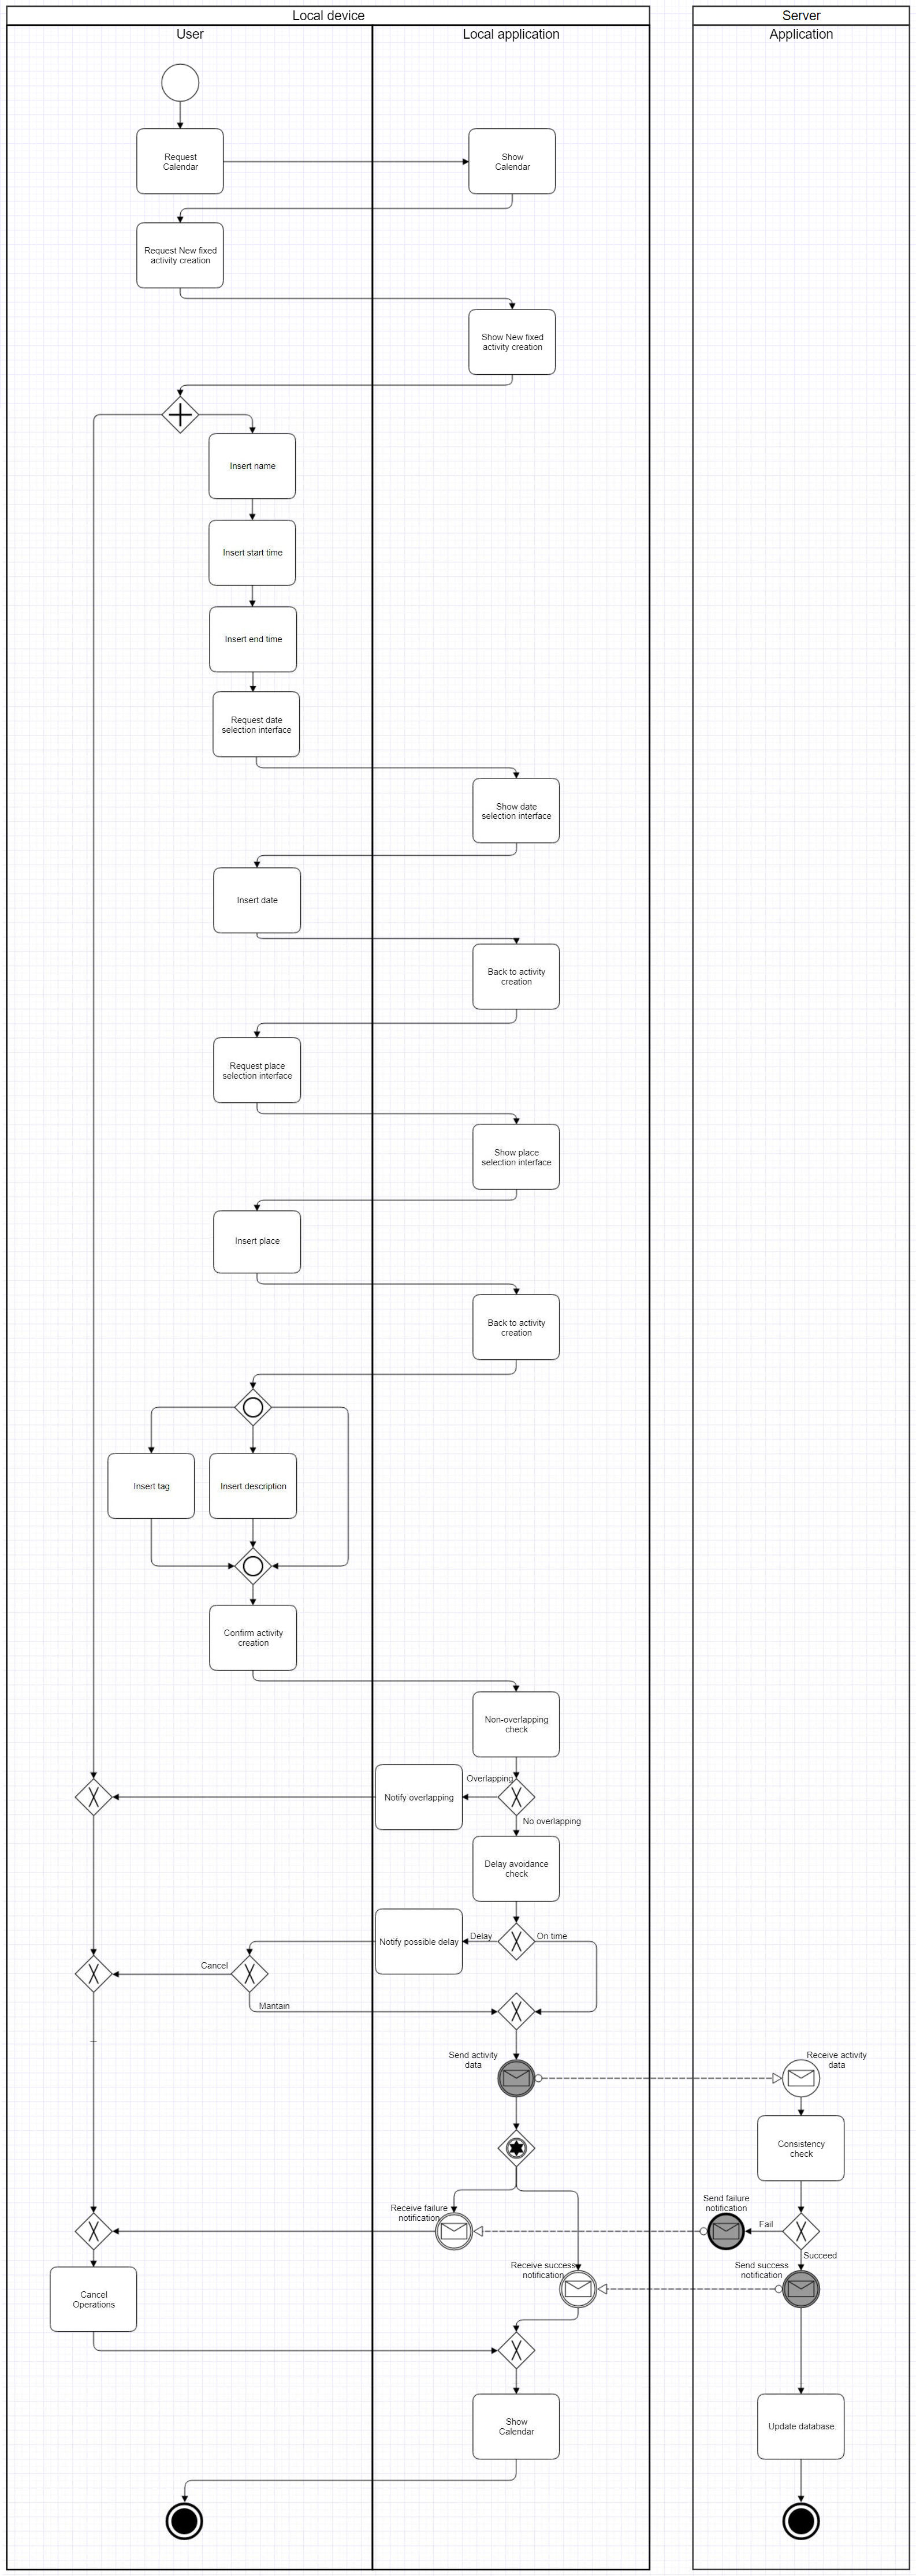 Local device
Server
User
Local application
Application
Request
Calendar
Show
Calendar
Request New fixed
activity creation
Show New fixed
activity creation
Insert name
Insert start time
Insert end time
Request date
selection interface
Show date
selection interface
Insert date
Back to activity
creation
Request place
selection interface
Show place
selection interface
Insert place
Back to activity
creation
Insert tag
Insert description
Confirm activity
creation
Non-overlapping
check
Overlapping
Notify overlapping
No overlapping
Delay avoidance
check
Notify possible delay
Delay
On time
Cancel
Mantain
Send activity
data
Receive activity
data
Consistency
check
Send failure
notification
Receive failure
notification
Fail
Succeed
Receive success
notification
Send success
notification
Cancel
Operations
Show
Calendar
Update database